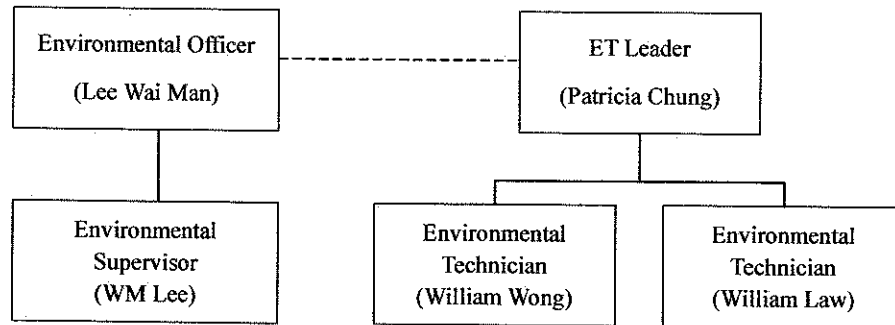 Environmental Officer
(Lee Wai Man)
ET Leader
(Patricia Chung)
Environmental
Supervisor
(WM Lee)
Environmental
Technician
(William Wong)
Environmental
Technician
(William Law)